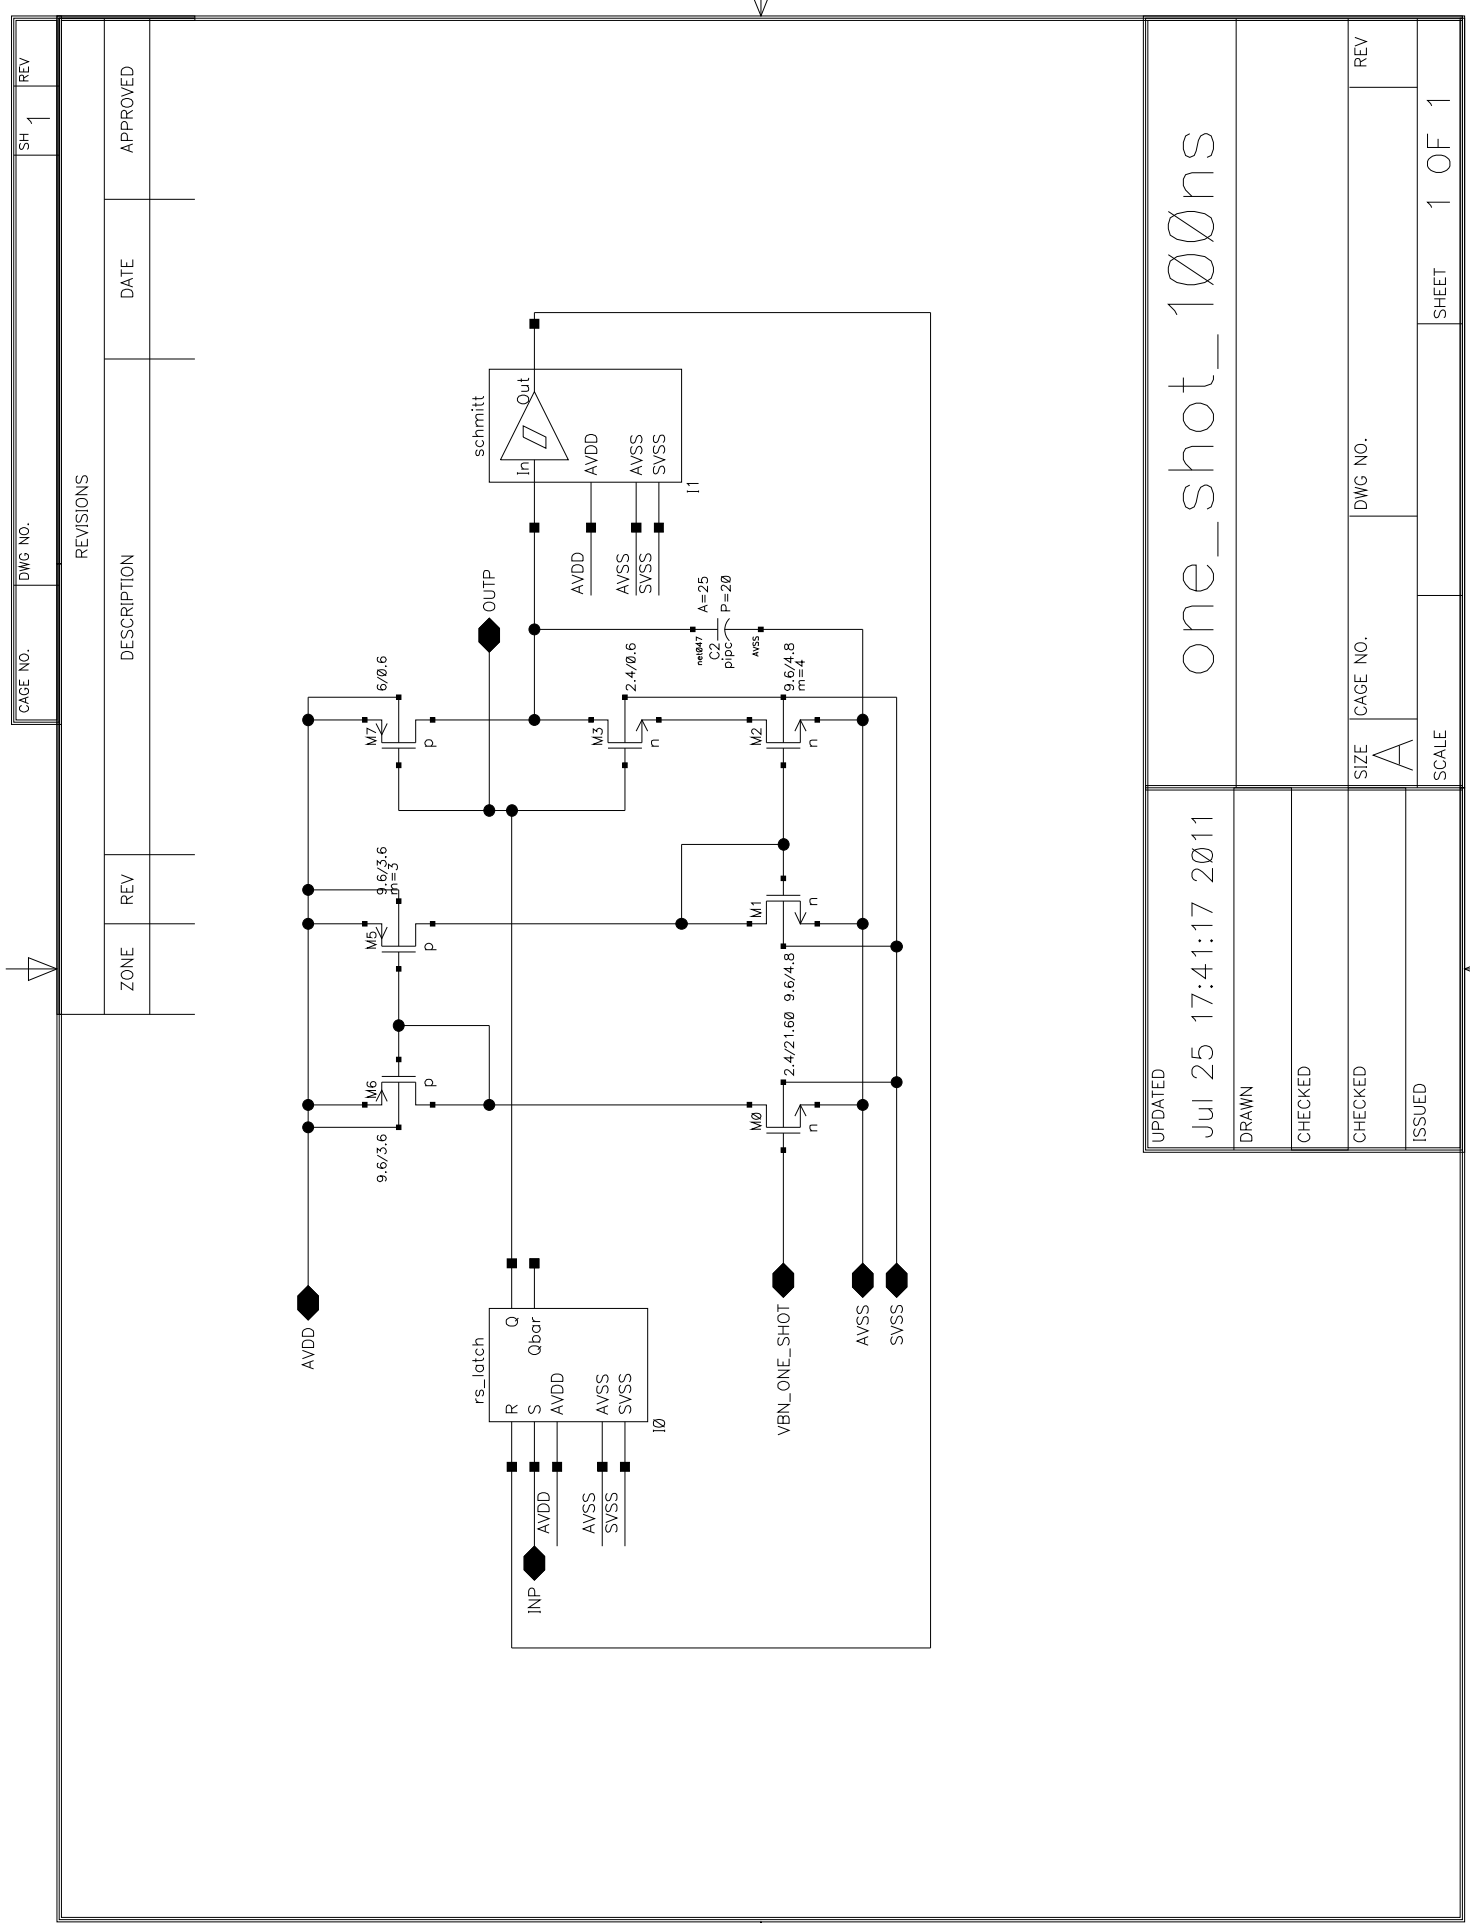 CAGE NO.
DWG NO.
SH 1
REV
REVISIONS
ZONE
REV
DESCRIPTION
DATE
APPROVED
AVDD
9.6/3.6
M6
p
9.6/3.6
m=3
M5
p
6/0.6
M7
p
OUTP
rs_latch
R
S
AVDD
AVSS
SVSS
Q
Qbar
I0
INP
AVDD
AVSS
SVSS
schmitt
In
Out
AVDD
AVSS
SVSS
I1
AVDD
AVSS
SVSS
2.4/0.6
M3
n
net047
C2
pipc
A=25
P=20
AVSS
VBN_ONE_SHOT
M0
n
2.4/21.60
9.6/4.8
M1
n
M2
n
9.6/4.8
m=4
AVSS
SVSS
UPDATED
Jul 25 17:41:17 2011
DRAWN
CHECKED
CHECKED
ISSUED
one_shot_100ns
SIZE
A
CAGE NO.
DWG NO.
REV
SCALE
SHEET
1 OF 1